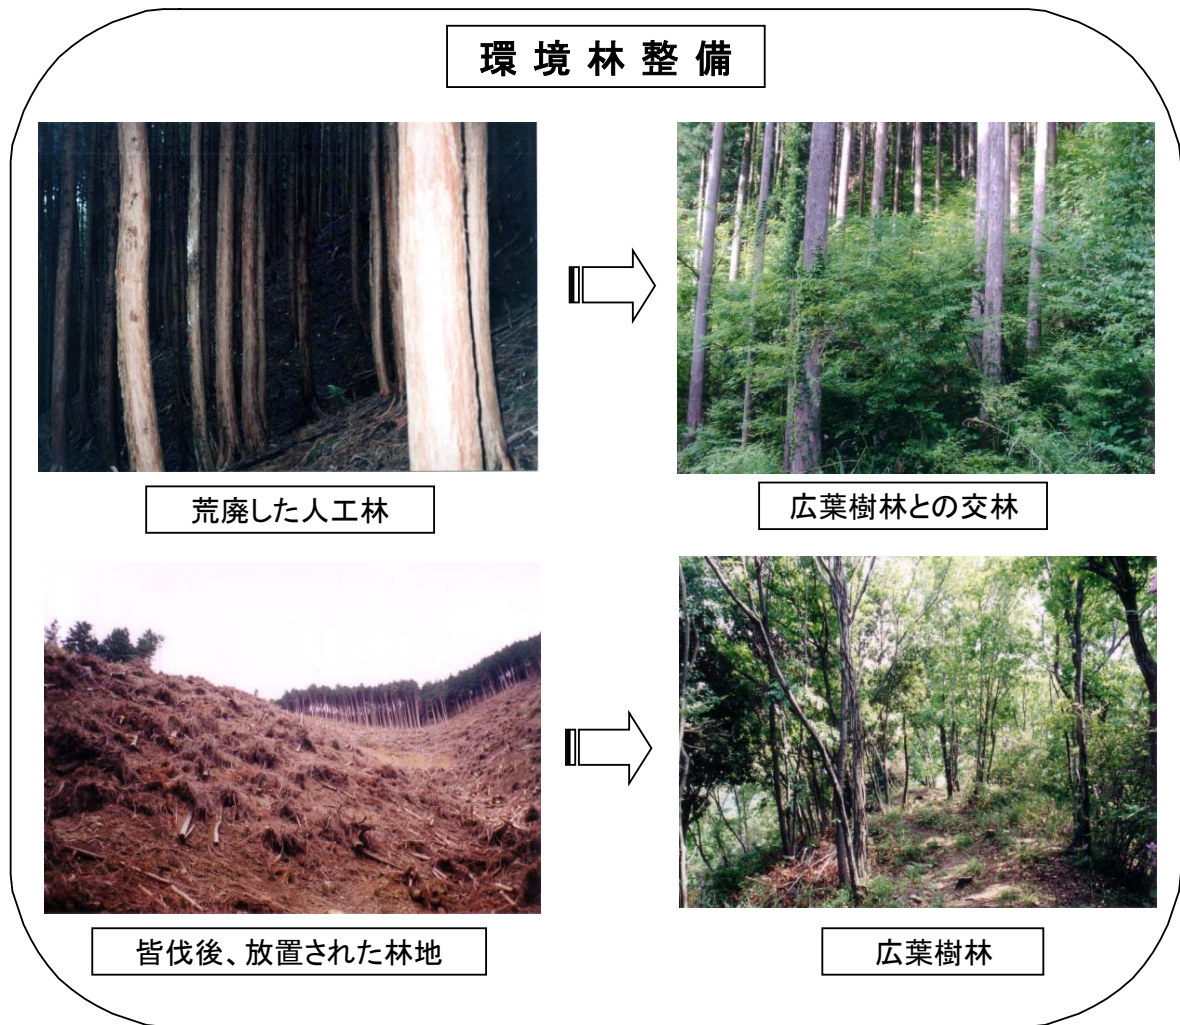 環境林整備
荒廃した人工林
広葉樹林との交林
皆伐後、放置された林地
広葉樹林